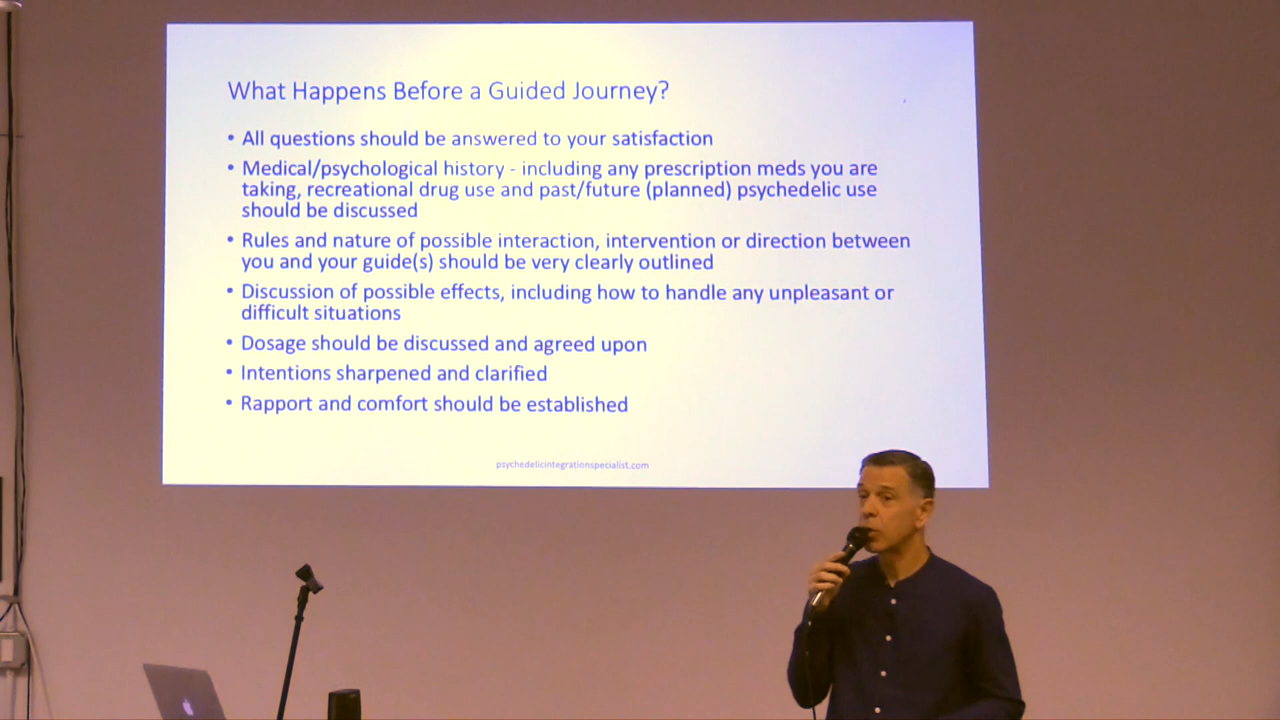 What Happens Before a Guided Journey?
• All questions should be answered to your satisfaction
• Medical/psychological history - including any prescription meds you are
taking, recreational drug use and past/future (planned) psychedelic use
should be discussed
• Rules and nature of possible interaction, intervention or direction between
you and your guide(s) should be very clearly outlined
• Discussion of possible effects, including how to handle any unpleasant or
difficult situations
• Dosage should be discussed and agreed upon
• Intentions sharpened and clarified
• Rapport and comfort should be established
psychedelicintegrationspecialist.com